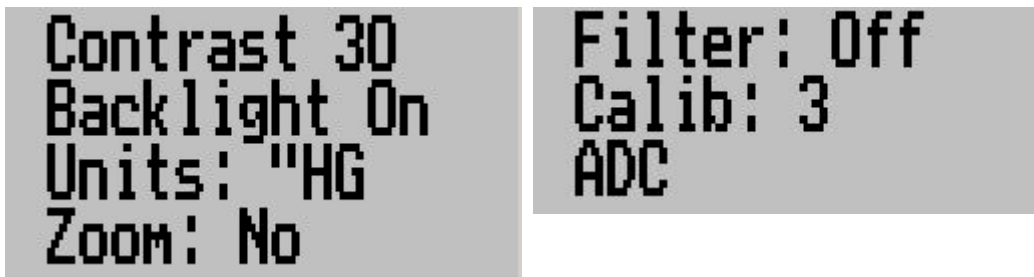 Contrast 30
Backlight On
Units: "HG
Zoom: No
Filter: Off
Calib: 3
ADC